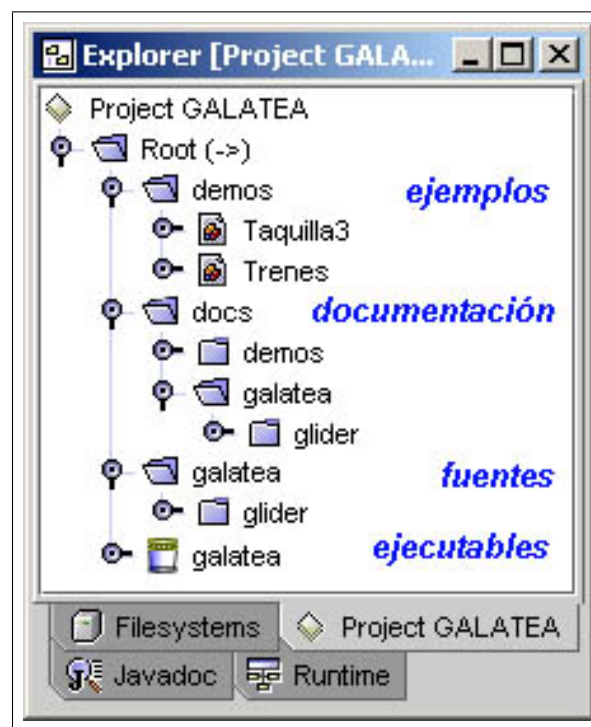 Explorer [Project GALA...
Project GALATEA
Root (->)
demos ejemplos
Taquilla3
Trenes
docs documentación
demos
galatea
glider
galatea fuentes
glider
galatea ejecutables
Filesystems Project GALATEA
Javadoc Runtime